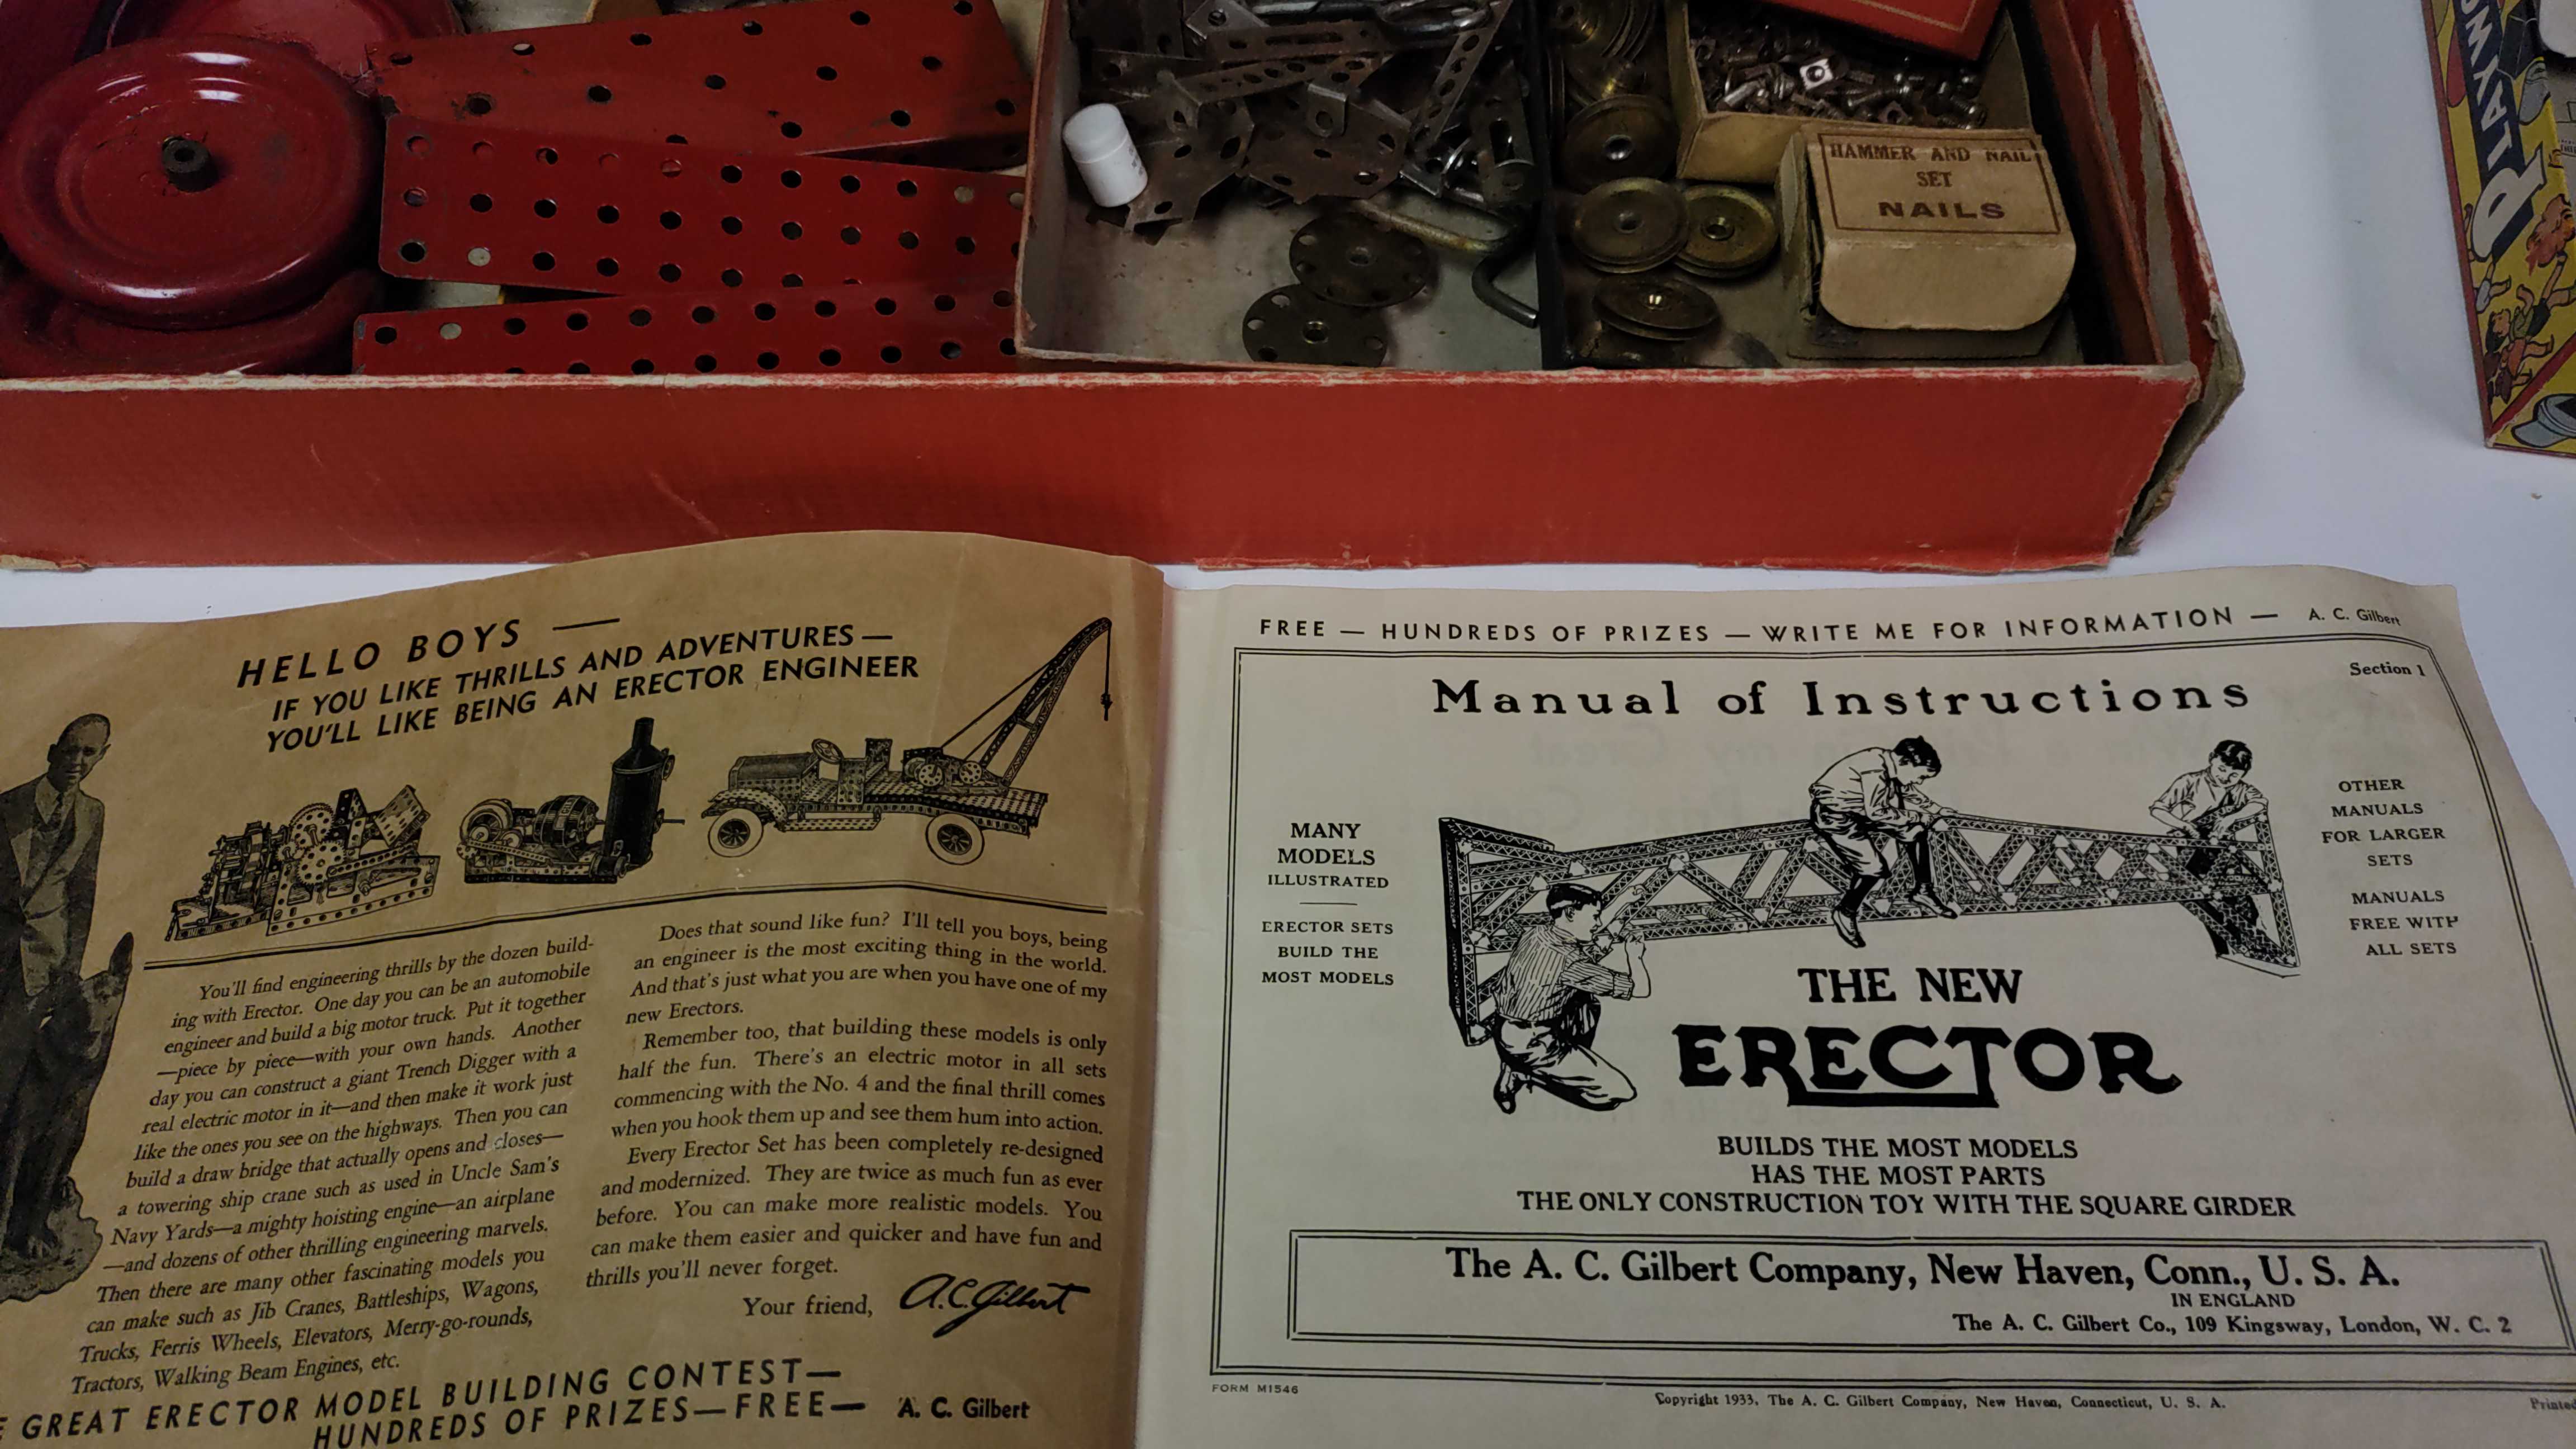 HAMMER AND NAIL
SET
NAILS
HELLO BOYS —
IF YOU LIKE THRILLS AND ADVENTURES—
YOU'LL LIKE BEING AN ERECTOR ENGINEER
You'll find engineering thrills by the dozen build-
ing with Erector. One day you can be an automobile
engineer and build a big motor truck. Put it together
—piece by piece—with your own hands. Another
day you can construct a giant Trench Digger with a
real electric motor in it—and then make it work just
like the ones you see on the highways. Then you can
build a draw bridge that actually opens and closes—
a towering ship crane such as used in Uncle Sam's
Navy Yards—a mighty hoisting engine—an airplane
—and dozens of other thrilling engineering marvels.
Then there are many other fascinating models you
can make such as Jib Cranes, Battleships, Wagons,
Trucks, Ferris Wheels, Elevators, Merry-go-rounds,
Tractors, Walking Beam Engines, etc.
Does that sound like fun? I'll tell you boys, being
an engineer is the most exciting thing in the world.
And that's just what you are when you have one of my
new Erectors.
Remember too, that building these models is only
half the fun. There's an electric motor in all sets
commencing with the No. 4 and the final thrill comes
when you hook them up and see them hum into action.
Every Erector Set has been completely re-designed
and modernized. They are twice as much fun as ever
before. You can make more realistic models. You
can make them easier and quicker and have fun and
thrills you'll never forget.
Your friend, A.C. Gilbert
GREAT ERECTOR MODEL BUILDING CONTEST—
HUNDREDS OF PRIZES—FREE— A. C. Gilbert
FREE — HUNDREDS OF PRIZES — WRITE ME FOR INFORMATION — A. C. Gilbert
Section 1
Manual of Instructions
MANY
MODELS
ILLUSTRATED
ERECTOR SETS
BUILD THE
MOST MODELS
OTHER
MANUALS
FOR LARGER
SETS
MANUALS
FREE WITH
ALL SETS
THE NEW
ERECTOR
BUILDS THE MOST MODELS
HAS THE MOST PARTS
THE ONLY CONSTRUCTION TOY WITH THE SQUARE GIRDER
The A. C. Gilbert Company, New Haven, Conn., U. S. A.
IN ENGLAND
The A. C. Gilbert Co., 109 Kingsway, London, W. C. 2
FORM M1546
Copyright 1933, The A. C. Gilbert Company, New Haven, Connecticut, U. S. A.
Printed